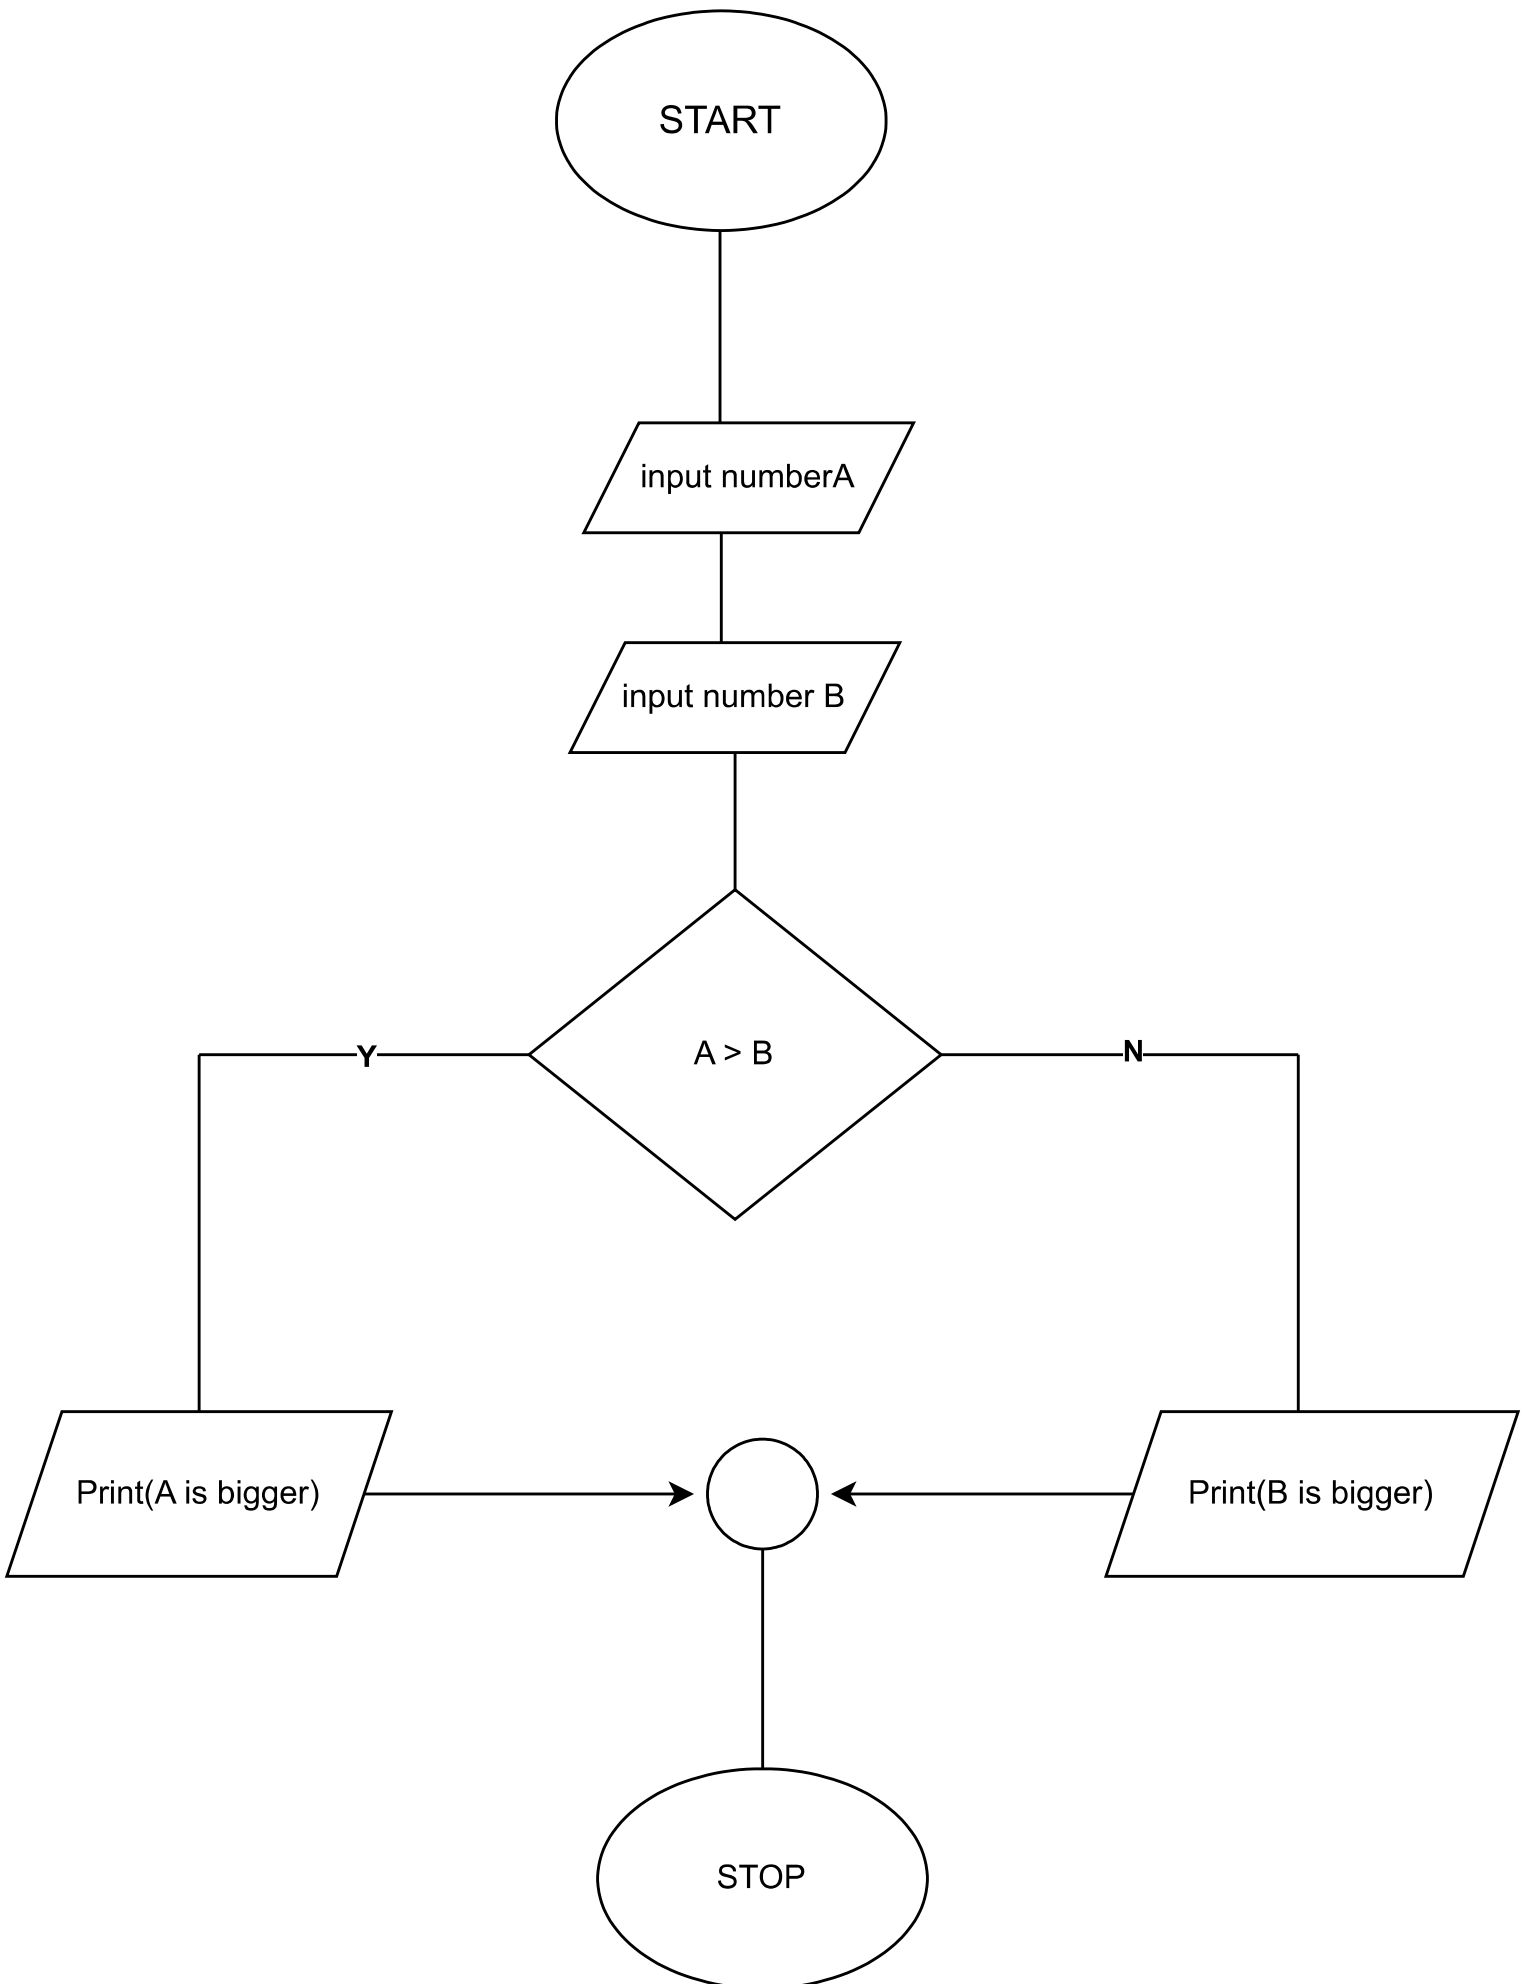 START
input numberA
input number B
A > B
Y
N
Print(A is bigger)
Print(B is bigger)
STOP